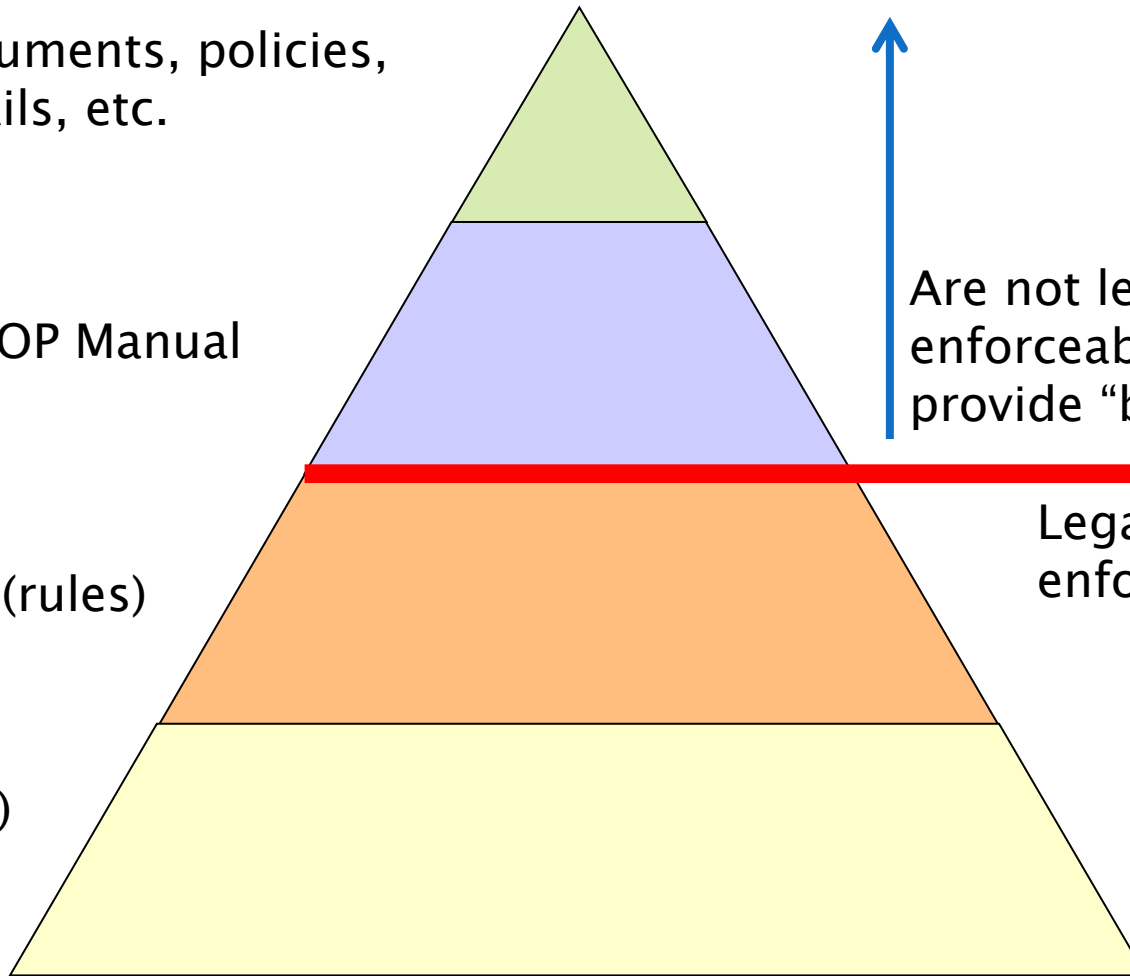 uments, policies,
ils, etc.
OP Manual
Are not le
enforceab
provide “b
Lega
enfo
(rules)
)